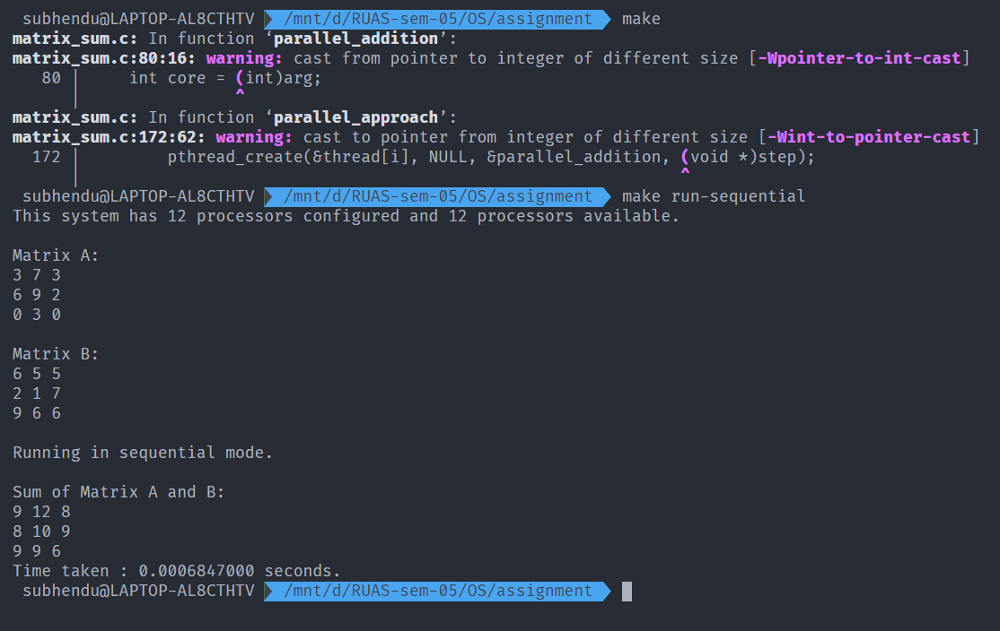 subhendu@LAPTOP-AL8CTHTV /mnt/d/RUAS-sem-05/OS/assignment make
matrix_sum.c: In function ‘parallel_addition’:
matrix_sum.c:80:16: warning: cast from pointer to integer of different size [-Wpointer-to-int-cast]
80 | int core = (int)arg;
| ^
matrix_sum.c: In function ‘parallel_approach’:
matrix_sum.c:172:62: warning: cast to pointer from integer of different size [-Wint-to-pointer-cast]
172 | pthread_create(&thread[i], NULL, &parallel_addition, (void *)step);
| ^
subhendu@LAPTOP-AL8CTHTV /mnt/d/RUAS-sem-05/OS/assignment make run-sequential
This system has 12 processors configured and 12 processors available.

Matrix A:
3 7 3
6 9 2
0 3 0

Matrix B:
6 5 5
2 1 7
9 6 6

Running in sequential mode.

Sum of Matrix A and B:
9 12 8
8 10 9
9 9 6
Time taken : 0.0006847000 seconds.
subhendu@LAPTOP-AL8CTHTV /mnt/d/RUAS-sem-05/OS/assignment